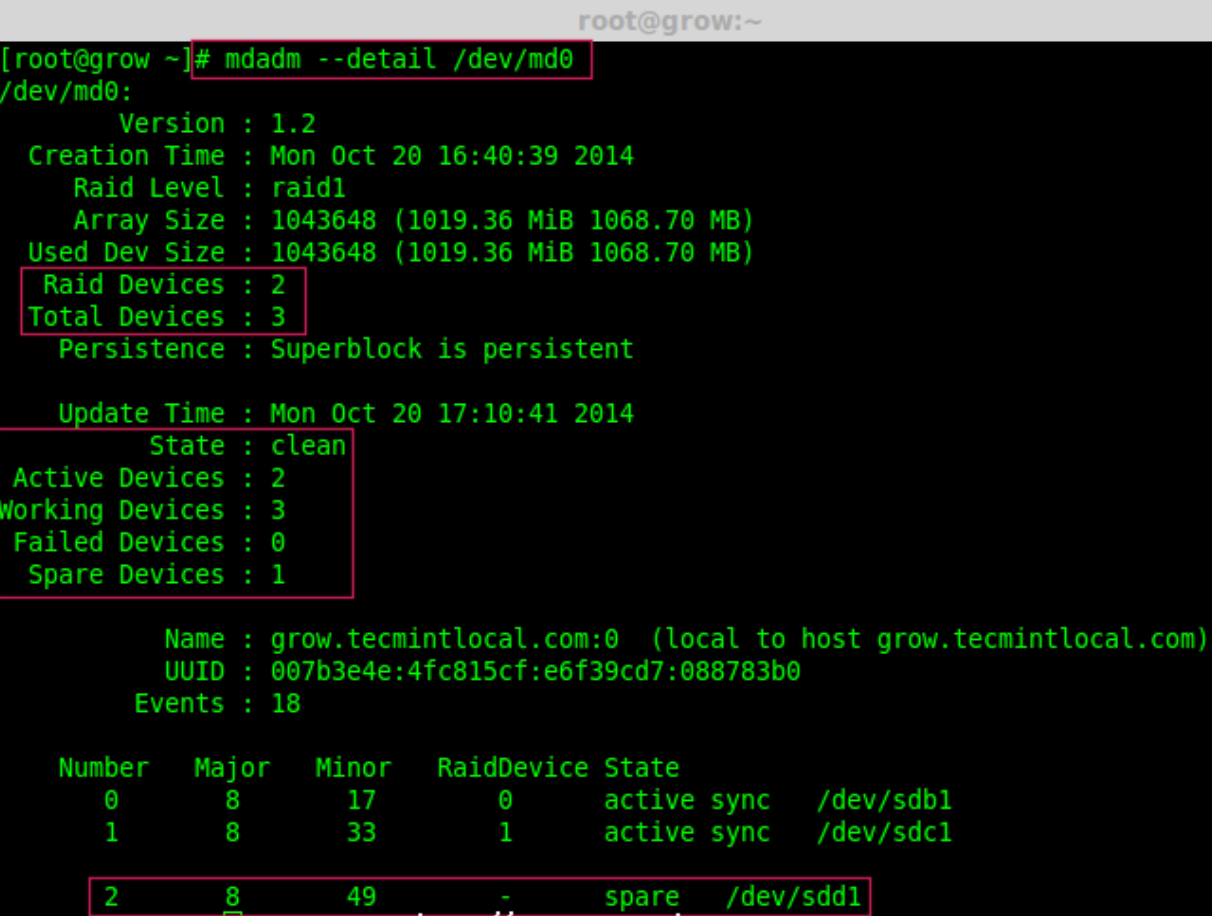 root@grow:~
[root@grow ~]# mdadm --detail /dev/md0
/dev/md0:
Version : 1.2
Creation Time : Mon Oct 20 16:40:39 2014
Raid Level : raid1
Array Size : 1043648 (1019.36 MiB 1068.70 MB)
Used Dev Size : 1043648 (1019.36 MiB 1068.70 MB)
Raid Devices : 2
Total Devices : 3
Persistence : Superblock is persistent
Update Time : Mon Oct 20 17:10:41 2014
State : clean
Active Devices : 2
Working Devices : 3
Failed Devices : 0
Spare Devices : 1
Name : grow.tecmintlocal.com:0  (local to host grow.tecmintlocal.com)
UUID : 007b3e4e:4fc815cf:e6f39cd7:088783b0
Events : 18
Number Major Minor RaidDevice State
0 8 17 0 active sync /dev/sdb1
1 8 33 1 active sync /dev/sdc1
2 8 49 - spare /dev/sdd1